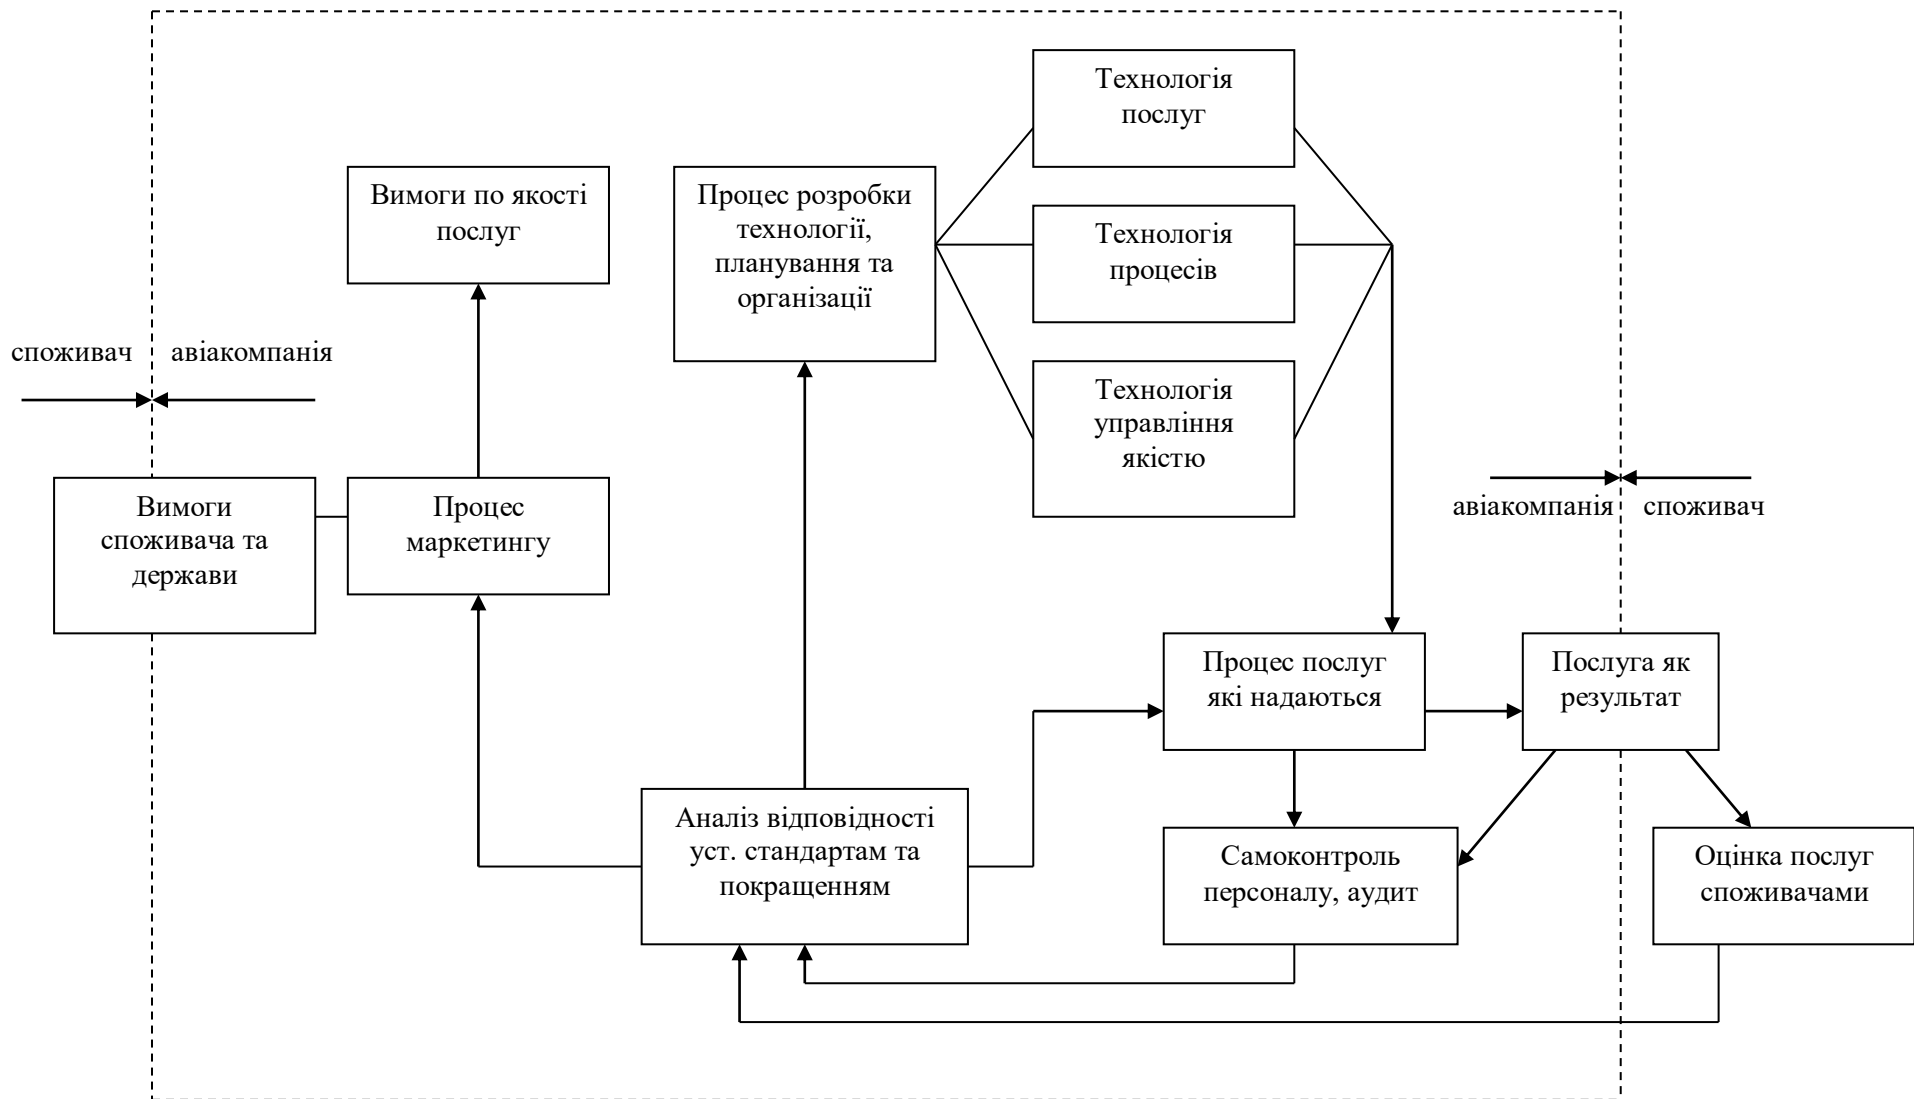 Технологія
послуг
Вимоги по якості
послуг
Процес розробки
технології,
планування та
організації
Технологія
процесів
споживач
авіакомпанія
Технологія
управління
якістю
Вимоги
споживача та
держави
Процес
маркетингу
авіакомпанія
споживач
Процес послуг
які надаються
Послуга як
результат
Аналіз відповідності
уст. стандартам та
покращенням
Самоконтроль
персоналу, аудит
Оцінка послуг
споживачами